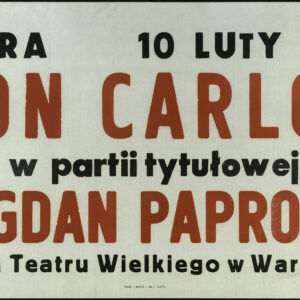 RA 10 LUTY
ON CARLO
w partii tytułowej
GDAN PAPRO
Teatru Wielkiego w War